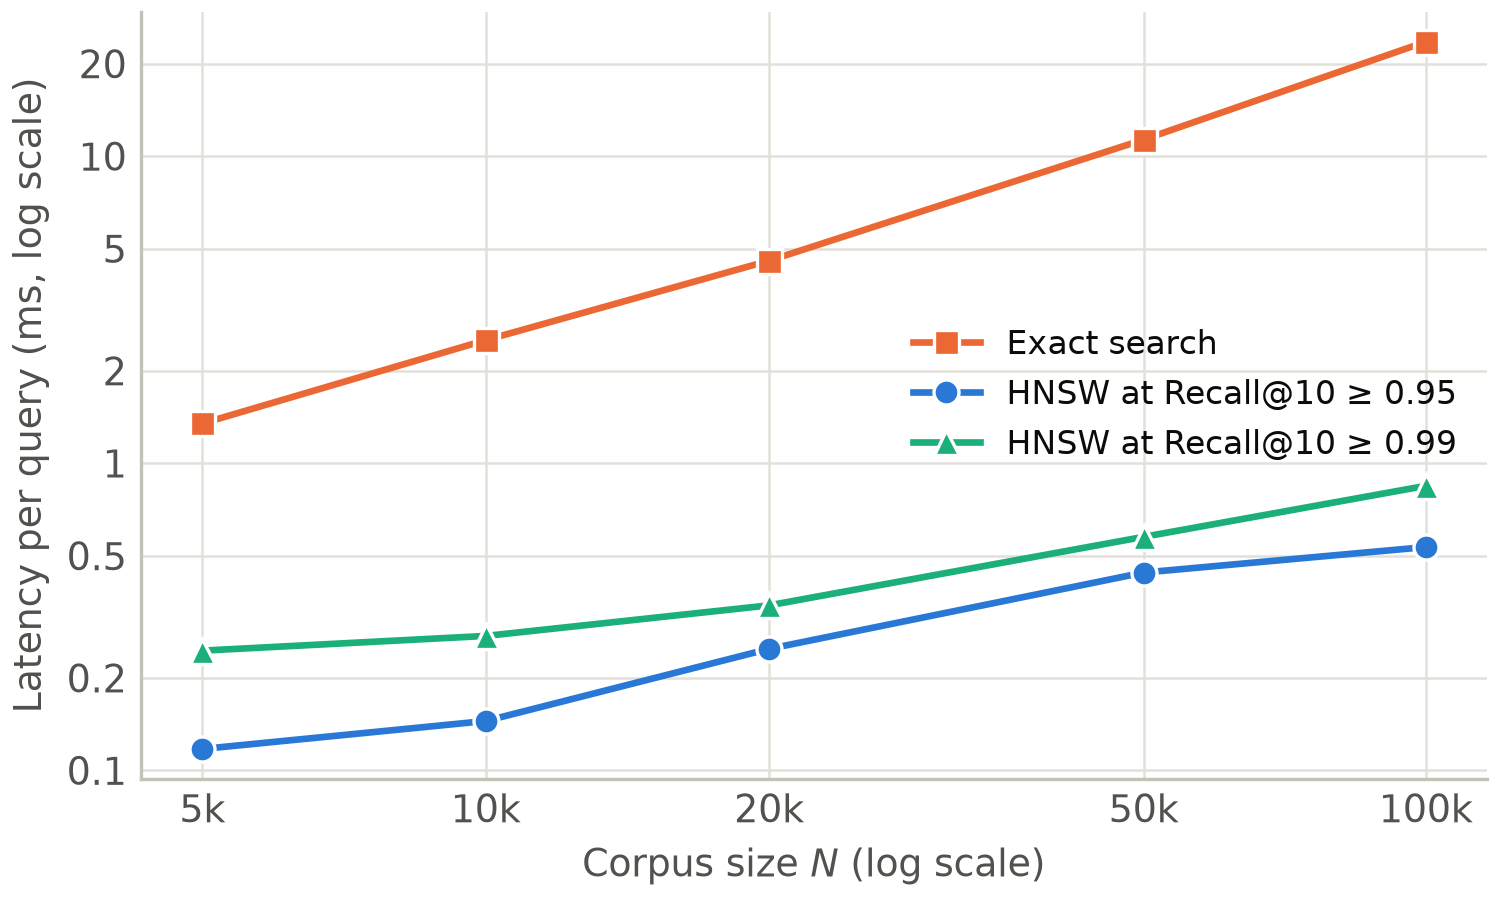 Latency per query (ms, log scale)
20
10
5
2
1
0.5
0.2
0.1
Exact search
HNSW at Recall@10 ≥ 0.95
HNSW at Recall@10 ≥ 0.99
5k 10k 20k 50k 100k
Corpus size N (log scale)